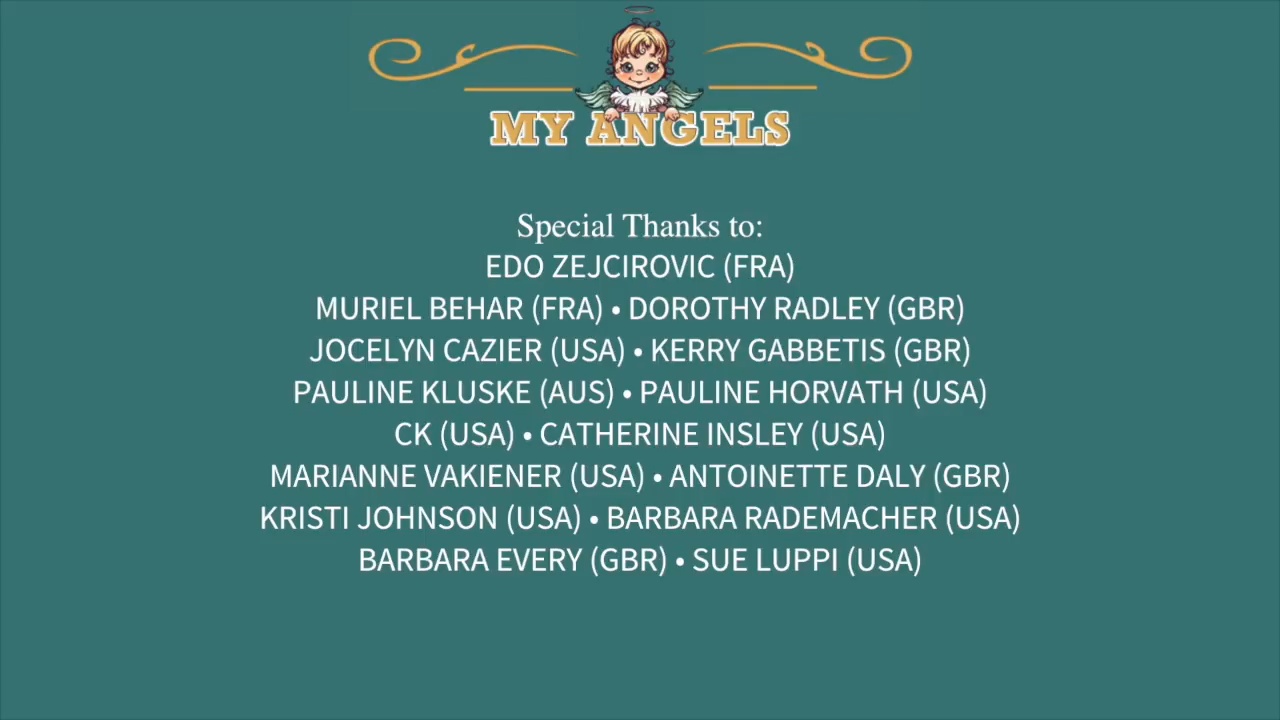 MY ANGELS
Special Thanks to:
EDO ZEJCIROVIC (FRA)
MURIEL BEHAR (FRA) • DOROTHY RADLEY (GBR)
JOCELYN CAZIER (USA) • KERRY GABBETIS (GBR)
PAULINE KLUSKE (AUS) • PAULINE HORVATH (USA)
CK (USA) • CATHERINE INSLEY (USA)
MARIANNE VAKIENER (USA) • ANTOINETTE DALY (GBR)
KRISTI JOHNSON (USA) • BARBARA RADEMACHER (USA)
BARBARA EVERY (GBR) • SUE LUPPI (USA)